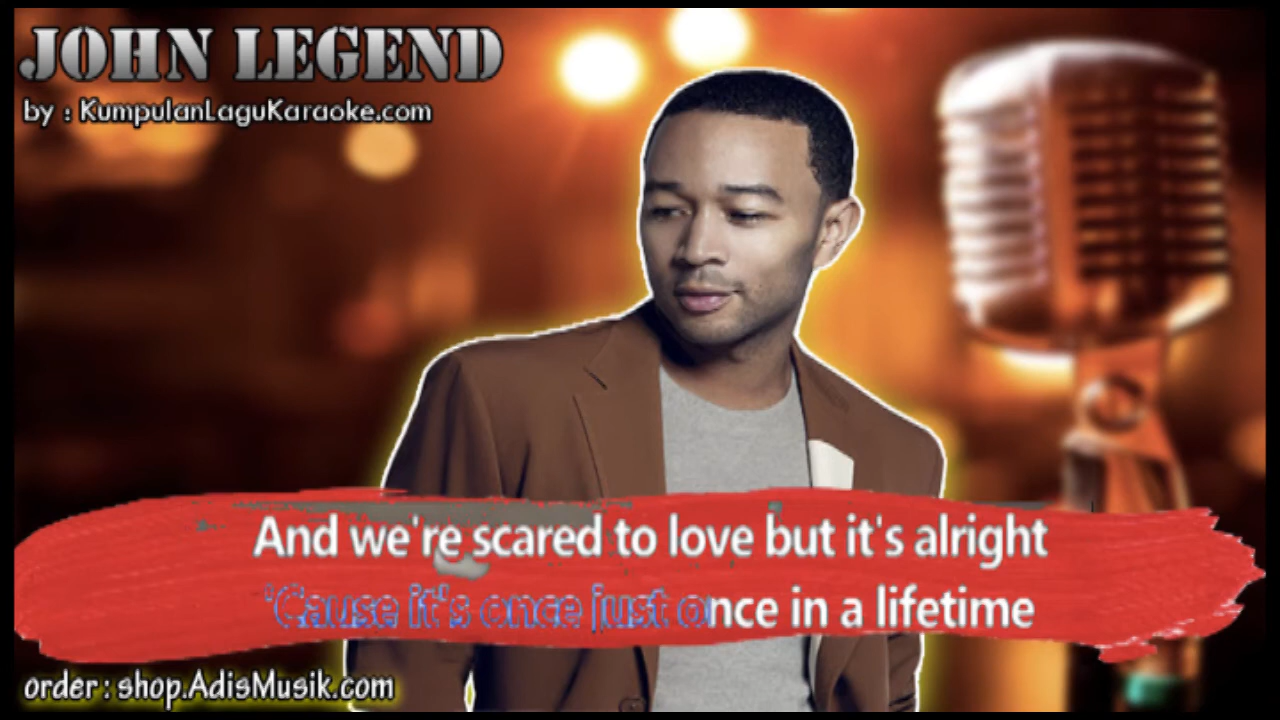 JOHN LEGEND
by : KumpulanLaguKaraoke.com
And we're scared to love but it's alright
'Cause it's once just once in a lifetime
order : shop.AdisMusik.com